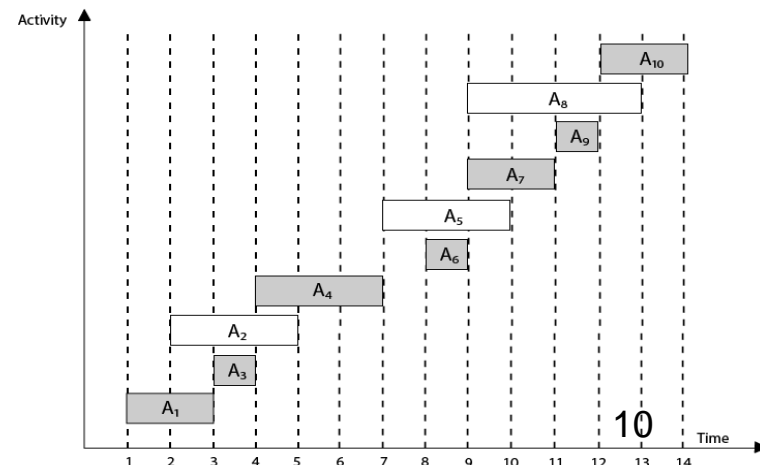 Activity
A₁₀
A₈
A₉
A₇
A₅
A₆
A₄
A₂
A₃
A₁
10
Time
1 2 3 4 5 6 7 8 9 10 11 12 13 14